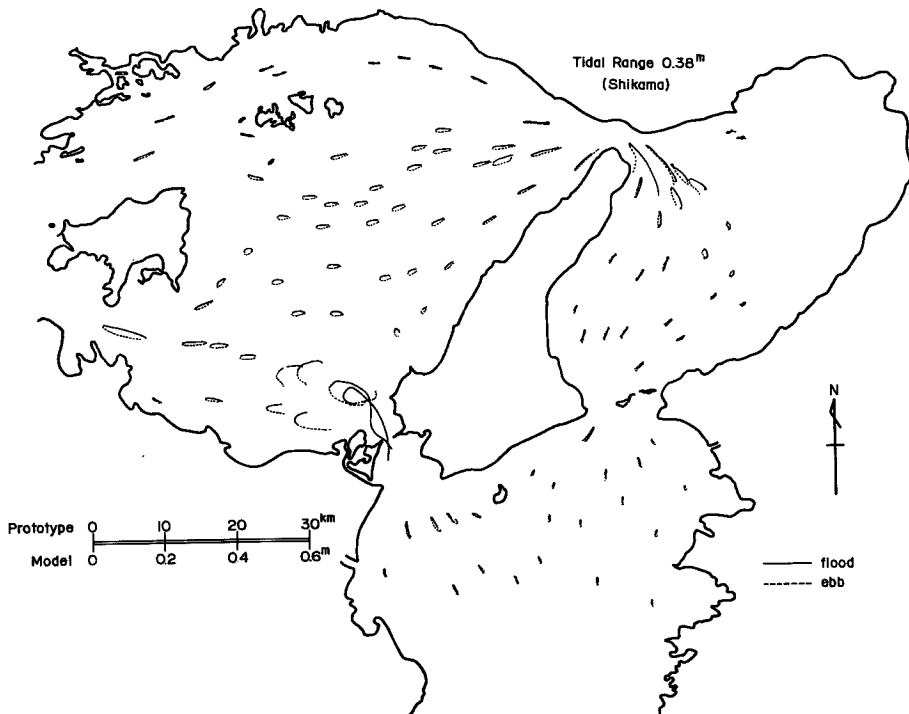 Tidal Range 0.38m
(Shikama)
N
Prototype 0 10 20 30km
Model 0 0.2 0.4 0.6m
flood
ebb